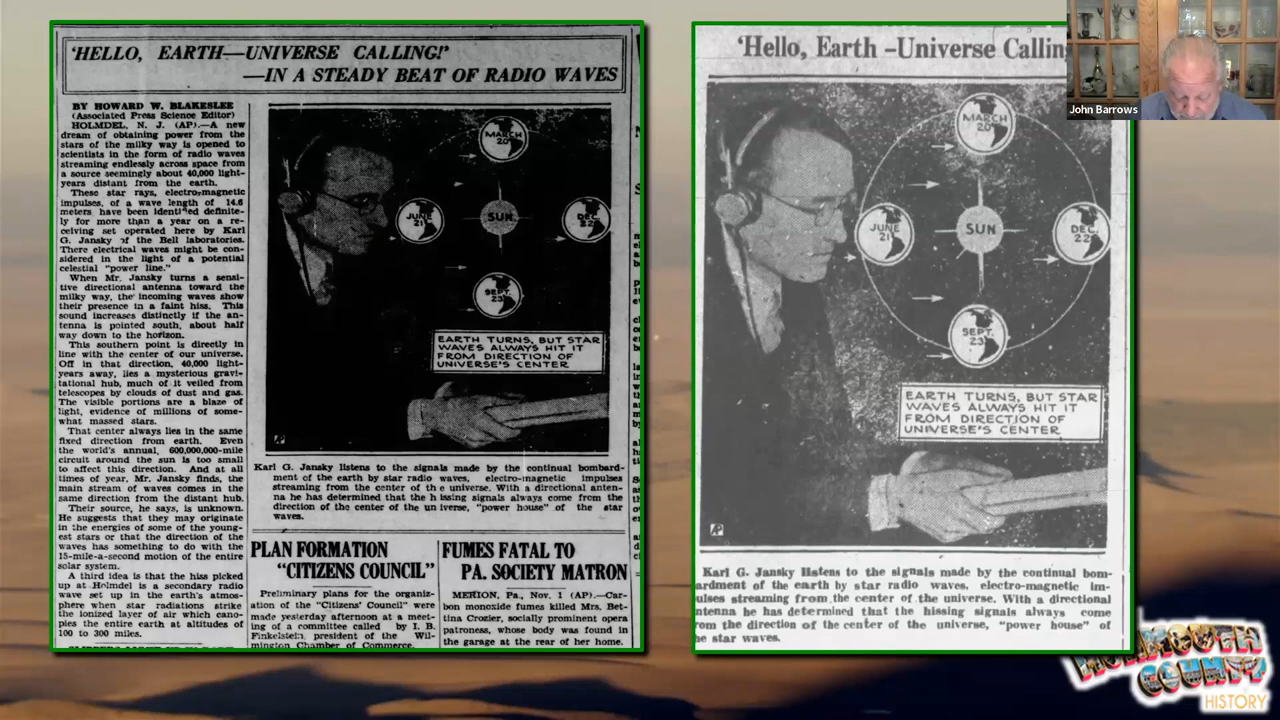 'HELLO, EARTH—UNIVERSE CALLING!'
—IN A STEADY BEAT OF RADIO WAVES
BY HOWARD W. BLAKESLEE
(Associated Press Science Editor)
HOLMDEL, N. J. (AP).—A new
dream of obtaining power from the
stars of the milky way is opened to
scientists in the form of radio waves
streaming endlessly across space from
a source seemingly about 40,000 light-
years distant from the earth.
These star rays, electro-magnetic
impulses, of a wave length of 14.6
meters have been identified definite-
ly for more than a year on a re-
ceiving set operated here by Karl
G. Jansky of the Bell laboratories.
There electrical waves might be con-
sidered in the light of a potential
celestial "power line."
When Mr. Jansky turns a sensi-
tive directional antenna toward the
milky way, the incoming waves show
their presence in a faint hiss. This
sound increases distinctly if the an-
tenna is pointed south, about half
way down to the horizon.
This southern point is directly in
line with the center of our universe.
Off in that direction, 40,000 light-
years away, lies a mysterious gravi-
tational hub, much of it veiled from
telescopes by clouds of dust and gas.
The visible portions are a blaze of
light, evidence of millions of some-
what massed stars.
That center always lies in the same
fixed direction from earth. Even
the world's annual, 600,000,000-mile
circuit around the sun is too small
to affect this direction. And at all
times of year, Mr. Jansky finds, the
main stream of waves comes in the
same direction from the distant hub.
Their source, he says, is unknown.
He suggests that they may originate
in the energies of some of the young-
est stars or that the direction of the
waves has something to do with the
15-mile-a-second motion of the entire
solar system.
A third idea is that the hiss picked
up at Holmdel is a secondary radio
wave set up in the earth's atmos-
phere when star radiations strike
the ionized layer of air which cano-
pies the entire earth at altitudes of
100 to 300 miles.
MARCH
20
JUNE
21
SUN
DEC.
22
SEPT.
23
EARTH TURNS, BUT STAR
WAVES ALWAYS HIT IT
FROM DIRECTION OF
UNIVERSE'S CENTER
AP
Karl G. Jansky listens to the signals made by the continual bombard-
ment of the earth by star radio waves, electro-magnetic impulses
streaming from the center of the universe. With a directional anten-
na he has determined that the hissing signals always come from the
direction of the center of the universe, "power house" of the star
waves.
PLAN FORMATION
"CITIZENS COUNCIL"
Preliminary plans for the organiz-
ation of the "Citizens' Council" were
made yesterday afternoon at a meet-
ing of a committee called by I. B.
Finkelstein, president of the Wil-
mington Chamber of Commerce.
FUMES FATAL TO
PA. SOCIETY MATRON
MERION, Pa., Nov. 1 (AP).—Car-
bon monoxide fumes killed Mrs. Bet-
tina Crozier, socially prominent opera
patroness, whose body was found in
the garage at the rear of her home.
'Hello, Earth –Universe Callin
MARCH
20
JUNE
21
SUN
DEC.
22
SEPT.
23
EARTH TURNS, BUT STAR
WAVES ALWAYS HIT IT
FROM DIRECTION OF
UNIVERSE'S CENTER
AP
Karl G. Jansky listens to the signals made by the continual bom-
ardment of the earth by star radio waves, electro-magnetic im-
ulses streaming from the center of the universe. With a directional
ntenna he has determined that the hissing signals always come
rom the direction of the center of the universe, "power house" of
he star waves.
John Barrows
MONMOUTH
COUNTY
HISTORY